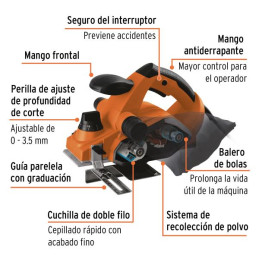 Seguro del interruptor
Previene accidentes
Mango frontal
Mango
antiderrapante
Mayor control para
el operador
Perilla de ajuste
de profundidad
de corte
Ajustable de
0 - 3.5 mm
Guía parelela
con graduación
Balero
de bolas
Prolonga la vida
útil de la máquina
Cuchilla de doble filo
Cepillado rápido con
acabado fino
Sistema de
recolección de polvo